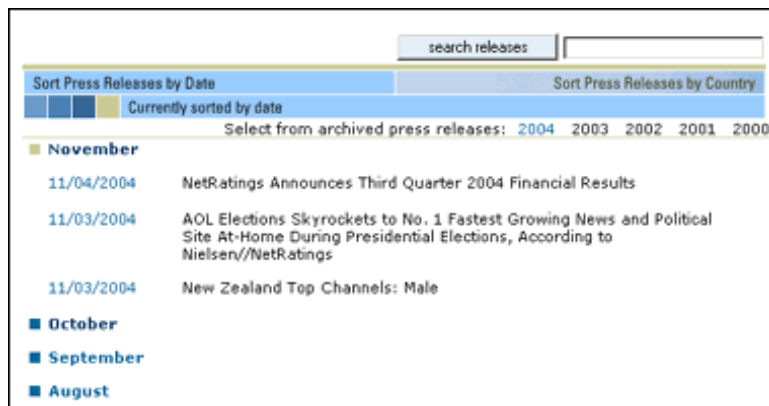 search releases
Sort Press Releases by Date Sort Press Releases by Country
Currently sorted by date
Select from archived press releases: 2004 2003 2002 2001 2000
November
11/04/2004 NetRatings Announces Third Quarter 2004 Financial Results
11/03/2004 AOL Elections Skyrockets to No. 1 Fastest Growing News and Political
Site At-Home During Presidential Elections, According to
Nielsen//NetRatings
11/03/2004 New Zealand Top Channels: Male
October
September
August